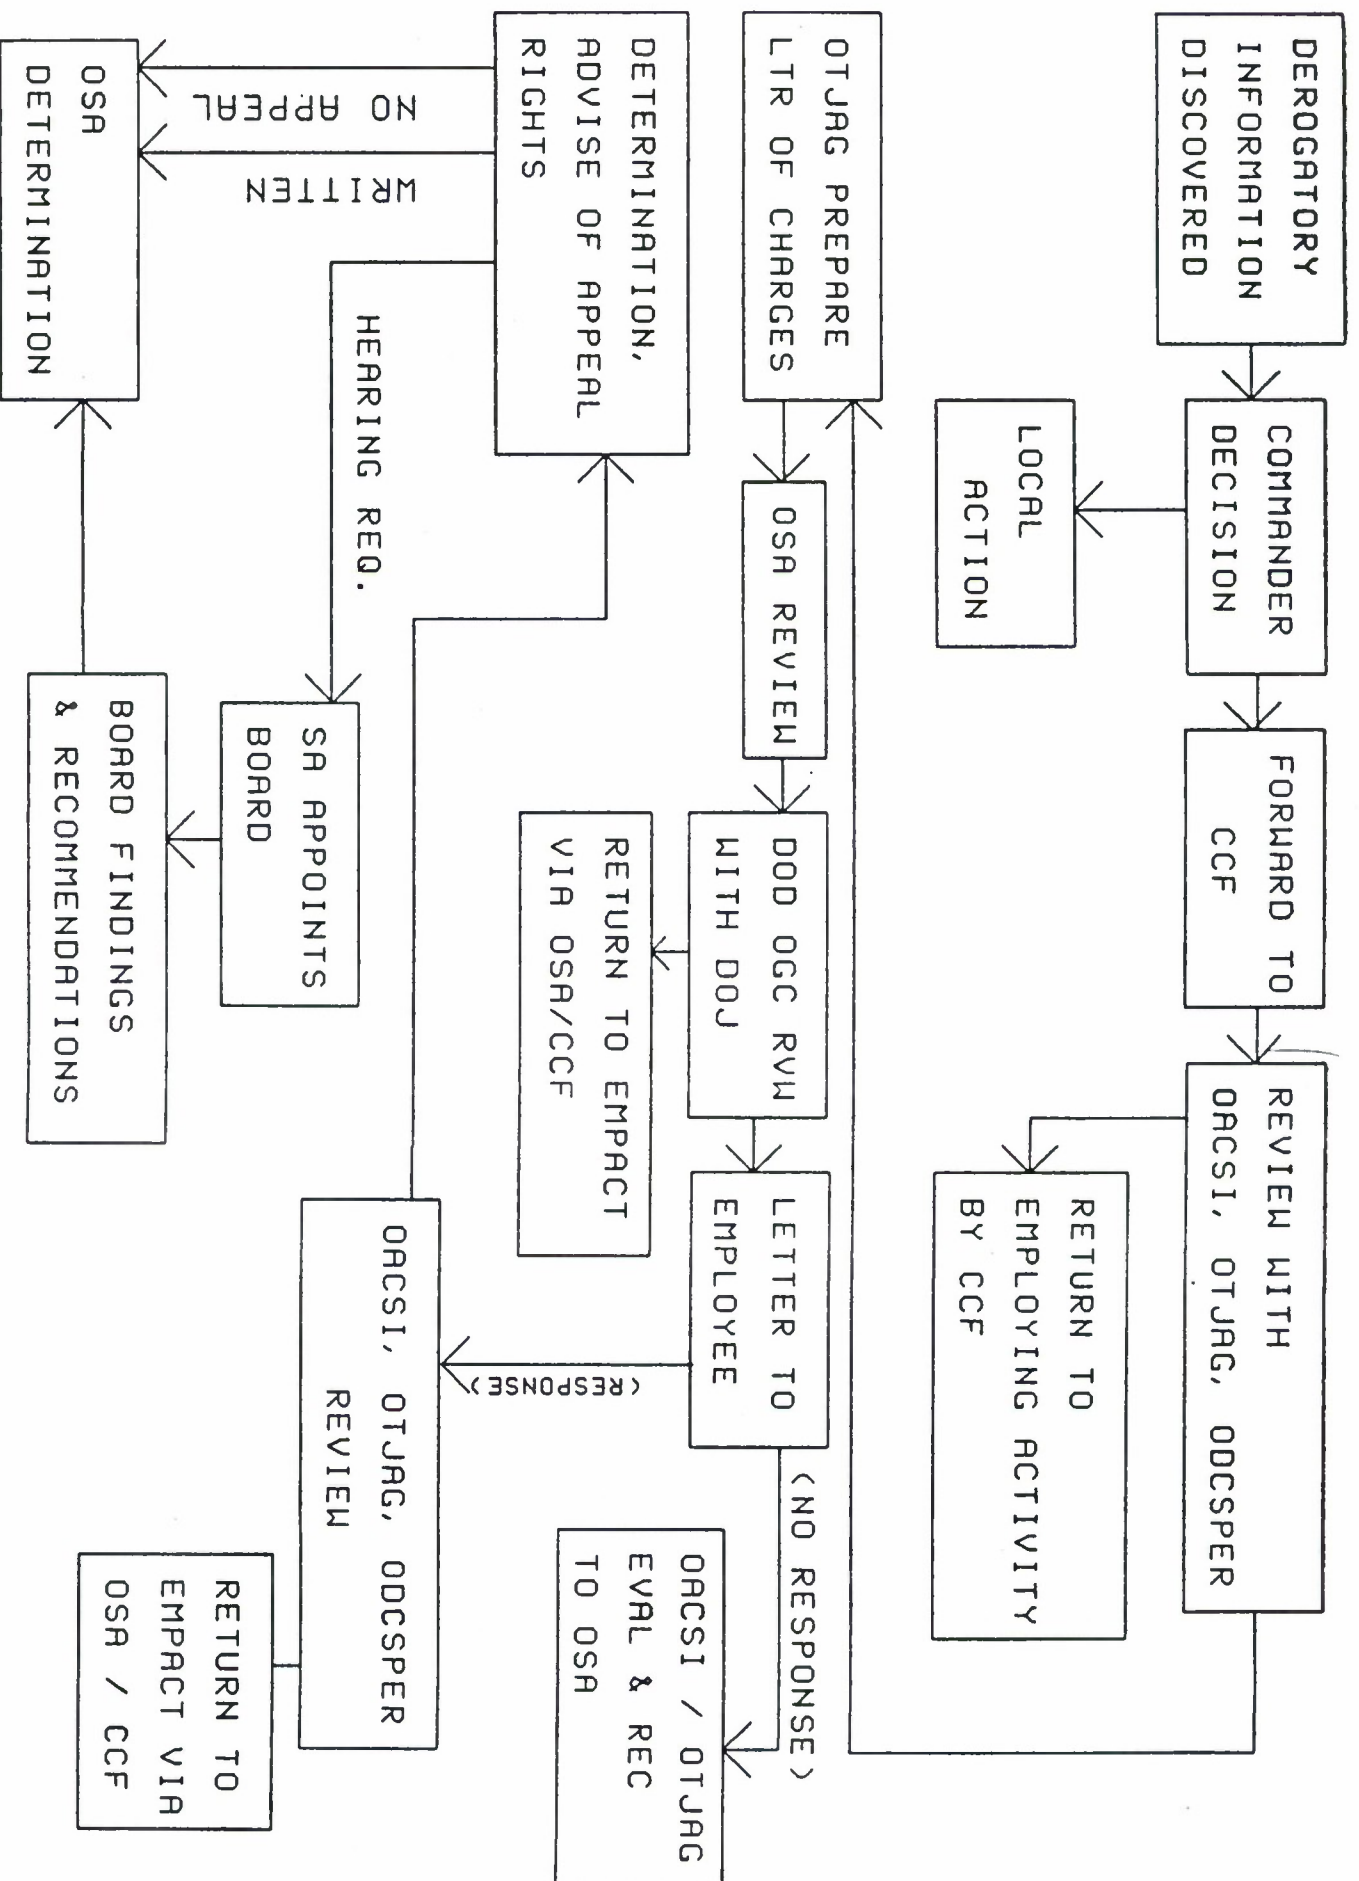 DEROGATORY
INFORMATION
DISCOVERED
COMMANDER
DECISION
FORWARD TO
CCF
REVIEW WITH
OACSI, OTJAG, ODCSPER
LOCAL
ACTION
RETURN TO
EMPLOYING ACTIVITY
BY CCF
OTJAG PREPARE
LTR OF CHARGES
OSA REVIEW
DOD OGC RVW
WITH DOJ
LETTER TO
EMPLOYEE
(NO RESPONSE)
RETURN TO EMPACT
VIA OSA/CCF
(RESPONSE)
OACSI / OTJAG
EVAL & REC
TO OSA
DETERMINATION,
ADVISE OF APPEAL
RIGHTS
OACSI, OTJAG, ODCSPER
REVIEW
NO APPEAL
WRITTEN
HEARING REQ.
SA APPOINTS
BOARD
RETURN TO
EMPACT VIA
OSA / CCF
OSA
DETERMINATION
BOARD FINDINGS
& RECOMMENDATIONS